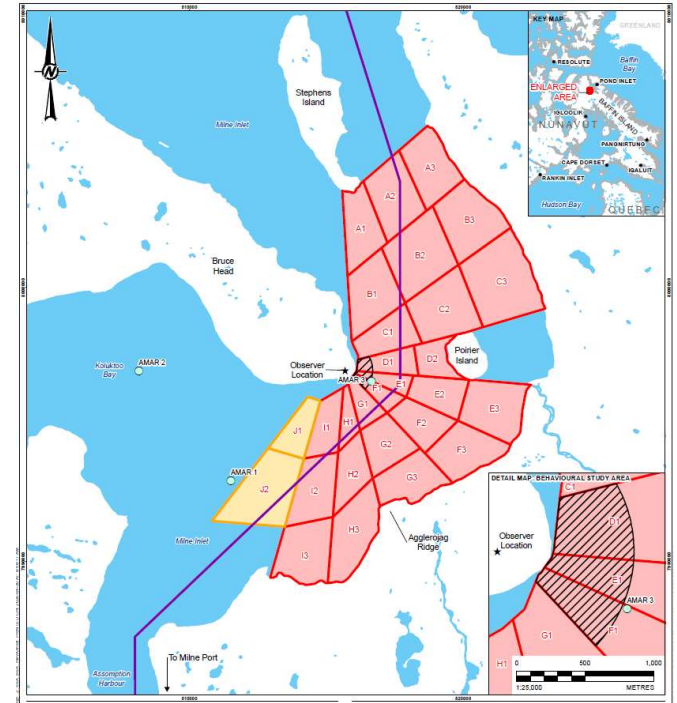 510000
520000
KEY MAP
GREENLAND
RESOLUTE
Baffin
Bay
POND INLET
ENLARGED
AREA
BAFFIN ISLAND
IGLOOLIK
NUNAVUT
PANGNIRTUNG
CAPE DORSET
IQALUIT
RANKIN INLET
Hudson Bay
QUEBEC
N
Stephens
Island
Milne Inlet
A3
A2
A1
B3
B2
Bruce
Head
C3
B1
C2
C1
Observer
Location
D1
D2
Poirier
Island
Koluktoo
Bay
AMAR 2
AMAR 3
F1
E1
E2
E3
G1
J1
I1
H1
F2
G2
F3
AMAR 1
J2
I2
H2
G3
H3
I3
Milne Inlet
Agglerojaq
Ridge
To Milne Port
Assomption
Harbour
DETAIL MAP: BEHAVIOURAL STUDY AREA
C1
D1
Observer
Location
E1
AMAR 3
F1
G1
H1
0 500 1,000
1:25,000 METRES
510000
520000